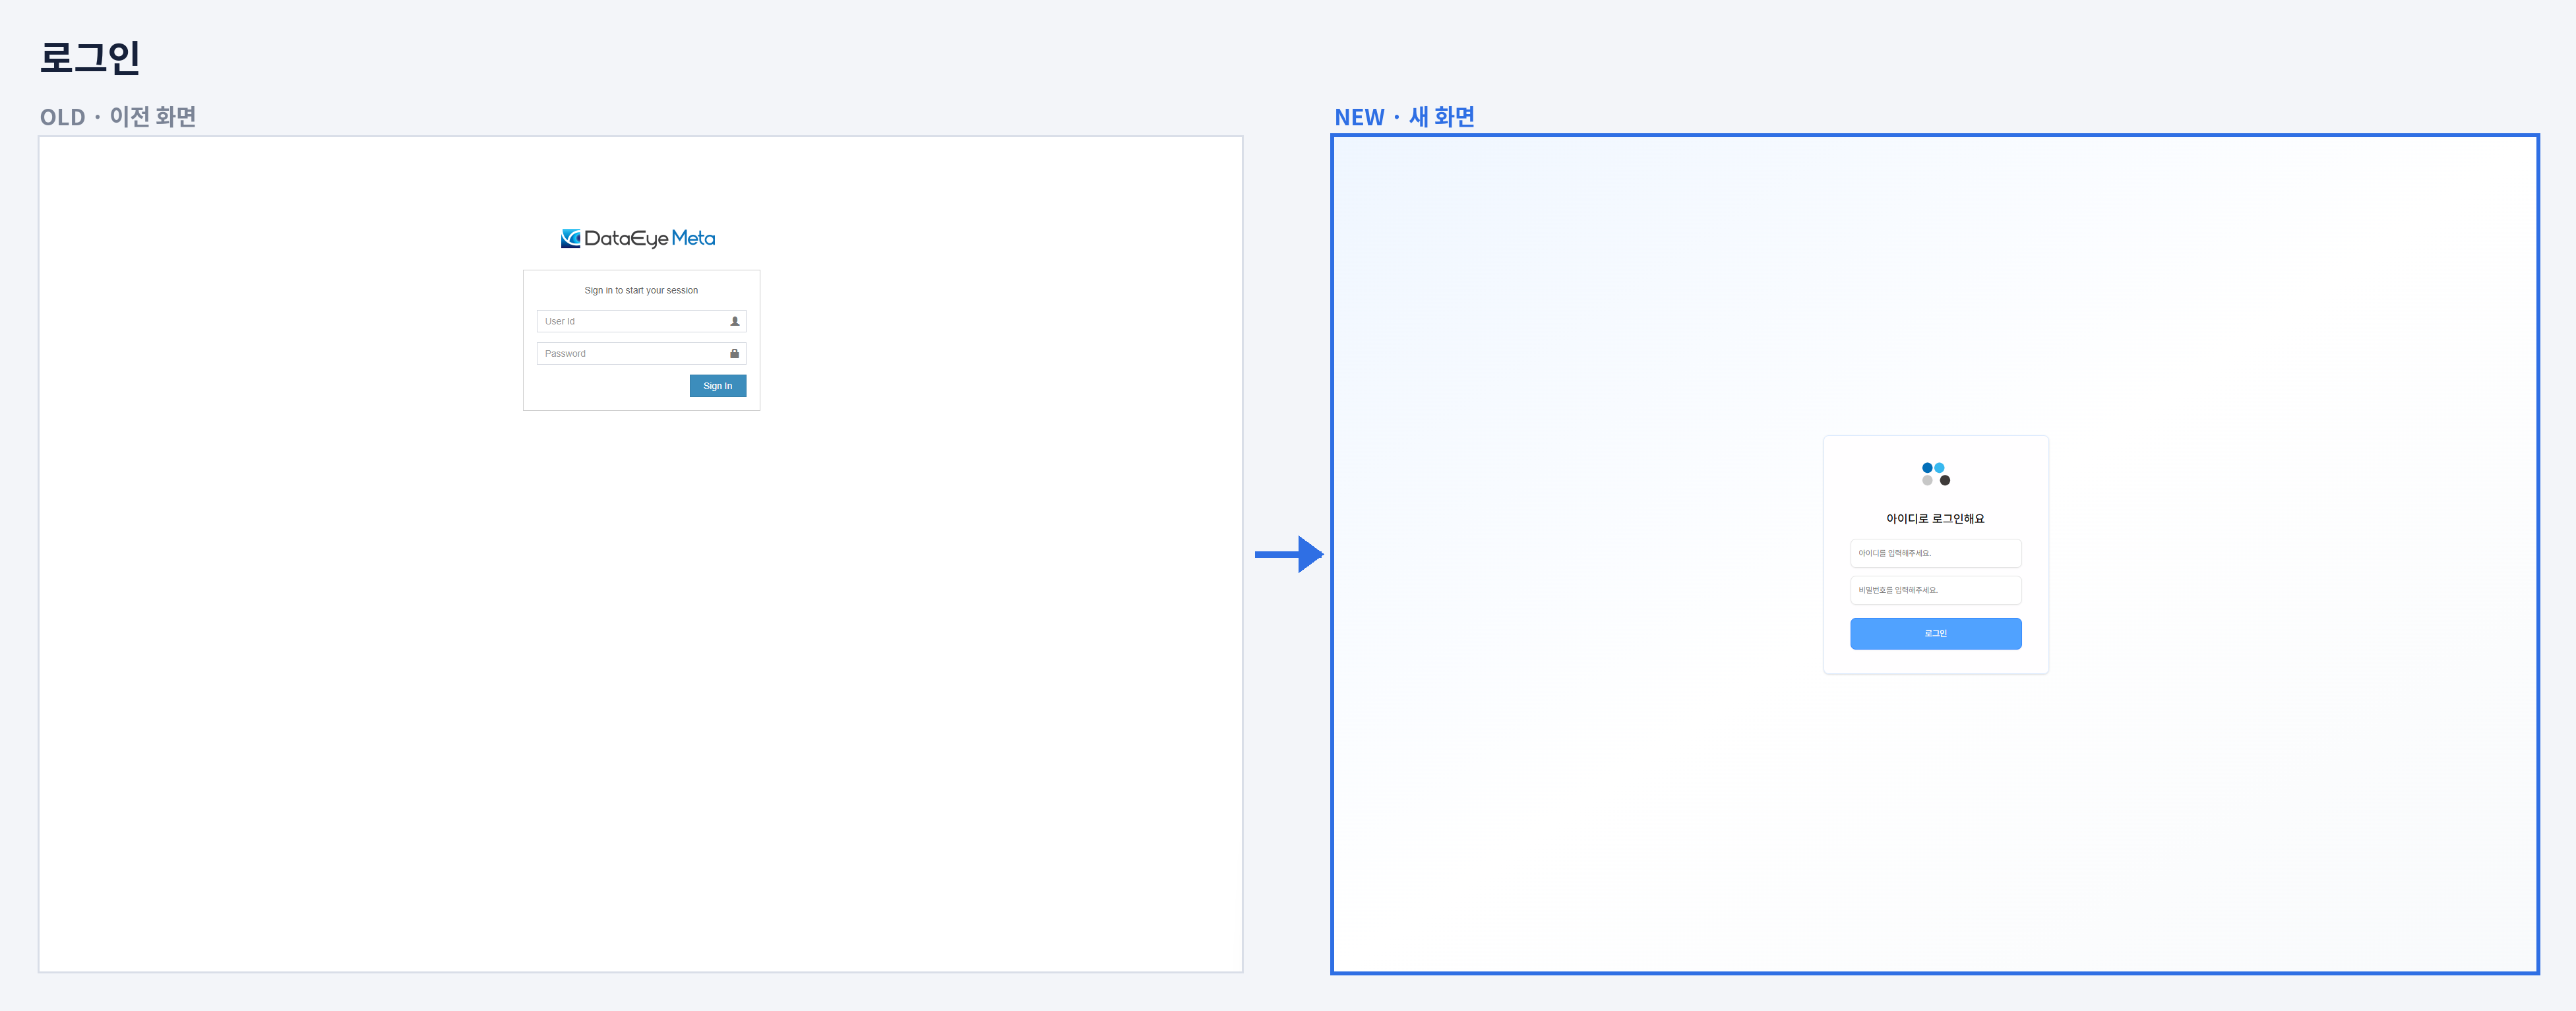 로그인
OLD · 이전 화면
DataEye Meta
Sign in to start your session
User Id
Password
Sign In
NEW · 새 화면
아이디로 로그인해요
아이디를 입력해주세요.
비밀번호를 입력해주세요.
로그인